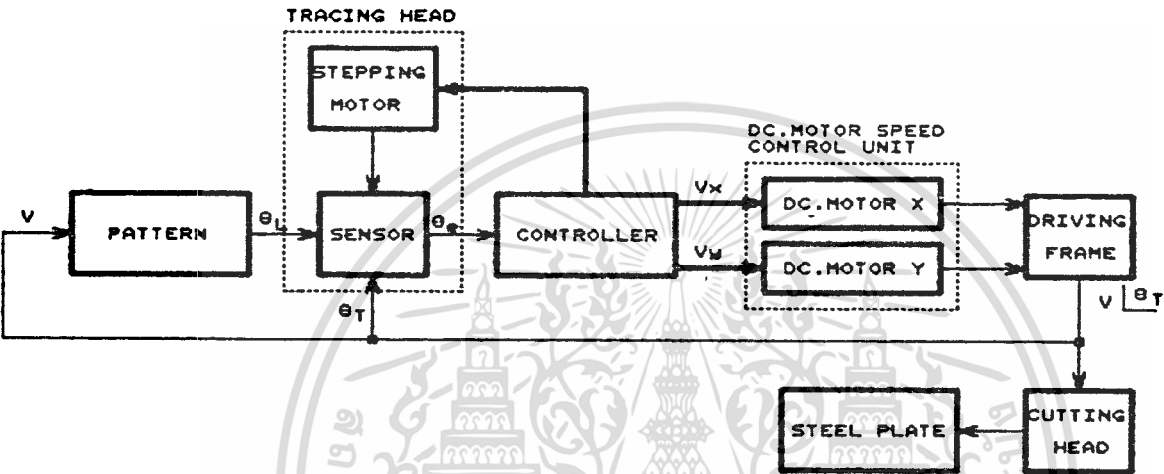 TRACING HEAD
STEPPING
MOTOR
DC.MOTOR SPEED
CONTROL UNIT
V
PATTERN
θL
SENSOR
θe
CONTROLLER
Vx
DC.MOTOR X
Vy
DC.MOTOR Y
DRIVING
FRAME
θT
V θT
STEEL PLATE
CUTTING
HEAD